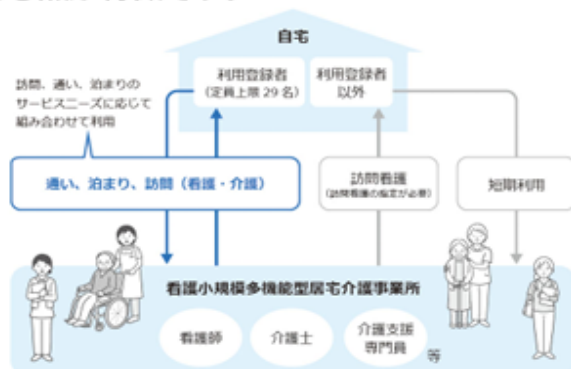 自宅
利用登録者
(定員上限29名)
利用登録者
以外
訪問、通い、泊まりの
サービスニーズに応じて
組み合わせて利用
通い、泊まり、訪問（看護・介護）
訪問看護
(訪問看護の指定が必要)
短期利用
看護小規模多機能型居宅介護事業所
看護師
介護士
介護支援
専門員
等